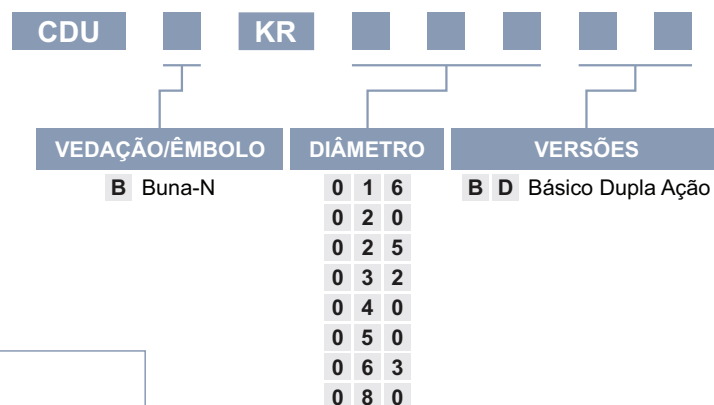 CDU KR
VEDAÇÃO/ÊMBOLO DIÂMETRO VERSÕES
B Buna-N 0 1 6 B D Básico Dupla Ação
0 2 0
0 2 5
0 3 2
0 4 0
0 5 0
0 6 3
0 8 0